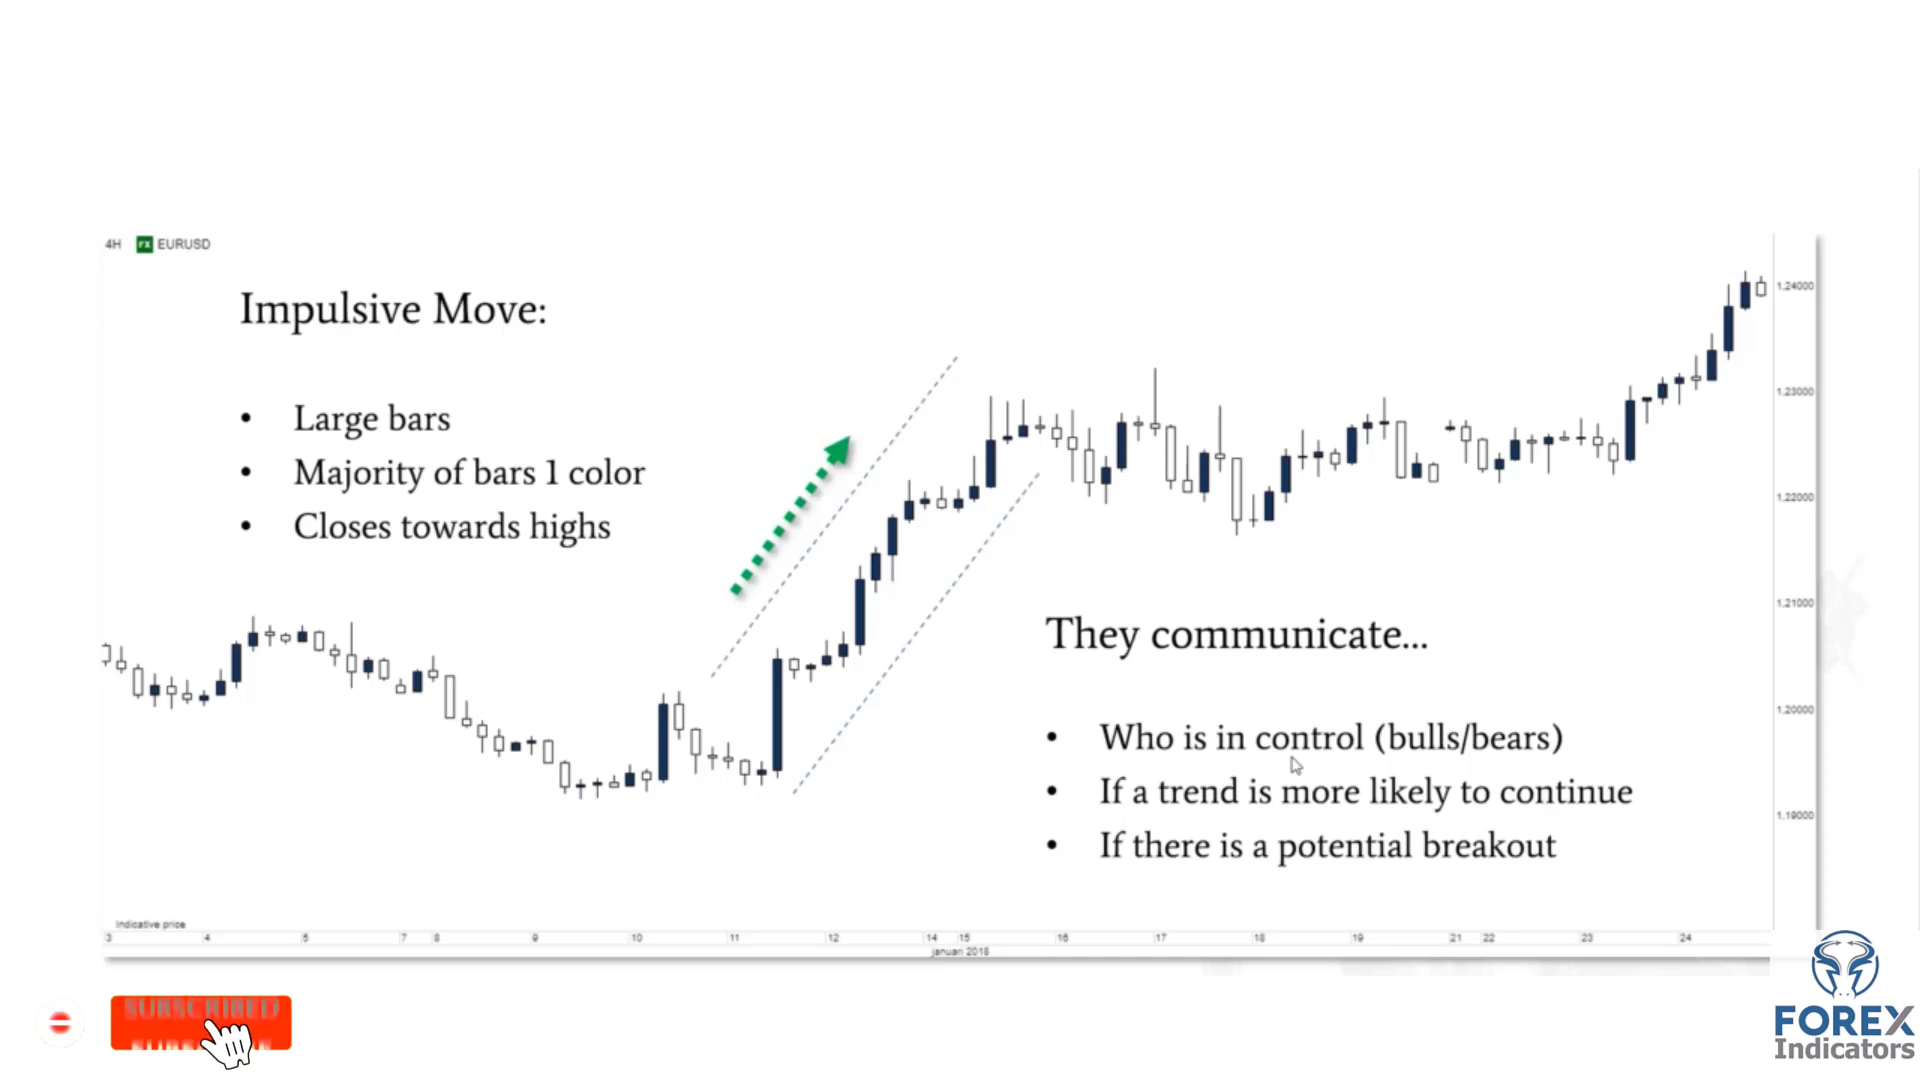 4H FX EURUSD
Impulsive Move:
• Large bars
• Majority of bars 1 color
• Closes towards highs
They communicate...
• Who is in control (bulls/bears)
• If a trend is more likely to continue
• If there is a potential breakout
1.24000
1.23000
1.22000
1.21000
1.20000
1.19000
Indicative price
3 4 5 7 8 9 10 11 12 14 15 16 17 18 19 21 22 23 24
januari 2018
SUBSCRIBED
FOREX
Indicators